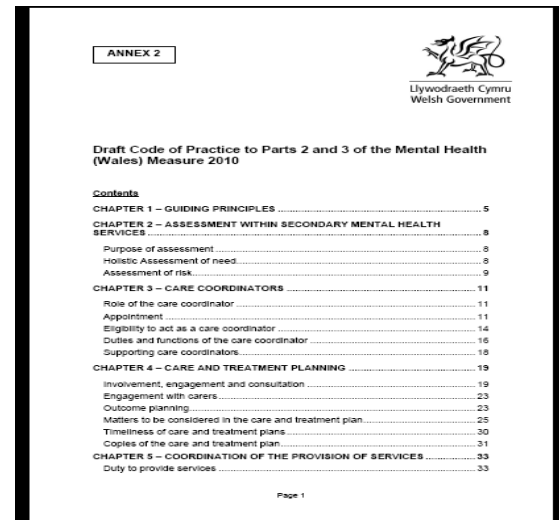 ANNEX 2
Llywodraeth Cymru
Welsh Government
Draft Code of Practice to Parts 2 and 3 of the Mental Health
(Wales) Measure 2010
Contents
CHAPTER 1 – GUIDING PRINCIPLES ........ 5
CHAPTER 2 – ASSESSMENT WITHIN SECONDARY MENTAL HEALTH
SERVICES ........ 8
Purpose of assessment ........ 8
Holistic Assessment of need ........ 8
Assessment of risk ........ 9
CHAPTER 3 – CARE COORDINATORS ........ 11
Role of the care coordinator ........ 11
Appointment ........ 11
Eligibility to act as a care coordinator ........ 14
Duties and functions of the care coordinator ........ 16
Supporting care coordinators ........ 18
CHAPTER 4 – CARE AND TREATMENT PLANNING ........ 19
Involvement, engagement and consultation ........ 19
Engagement with carers ........ 23
Outcome planning ........ 23
Matters to be considered in the care and treatment plan ........ 25
Timeliness of care and treatment plans ........ 30
Copies of the care and treatment plan ........ 31
CHAPTER 5 – COORDINATION OF THE PROVISION OF SERVICES ........ 33
Duty to provide services ........ 33
Page 1